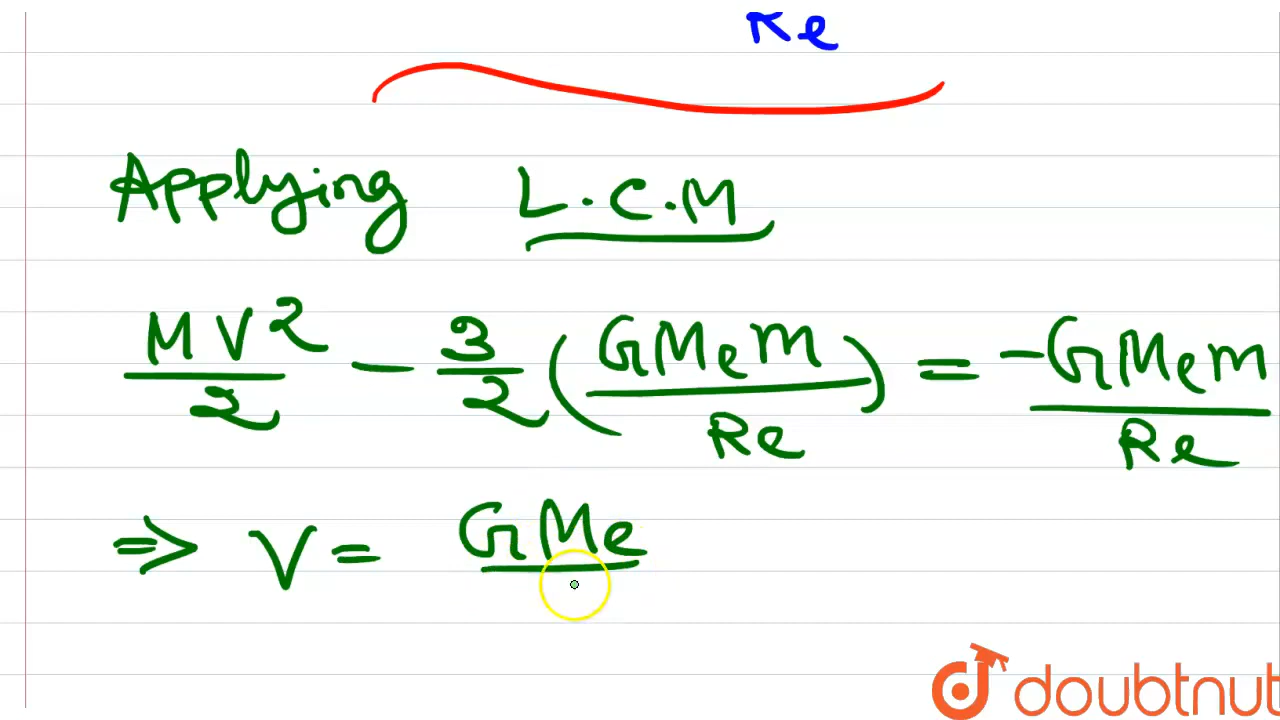 Re
Applying L.C.M
MV²/2 - 3/2 (GMem/Re) = -GMem/Re
⇒ V = GMe
doubtnut